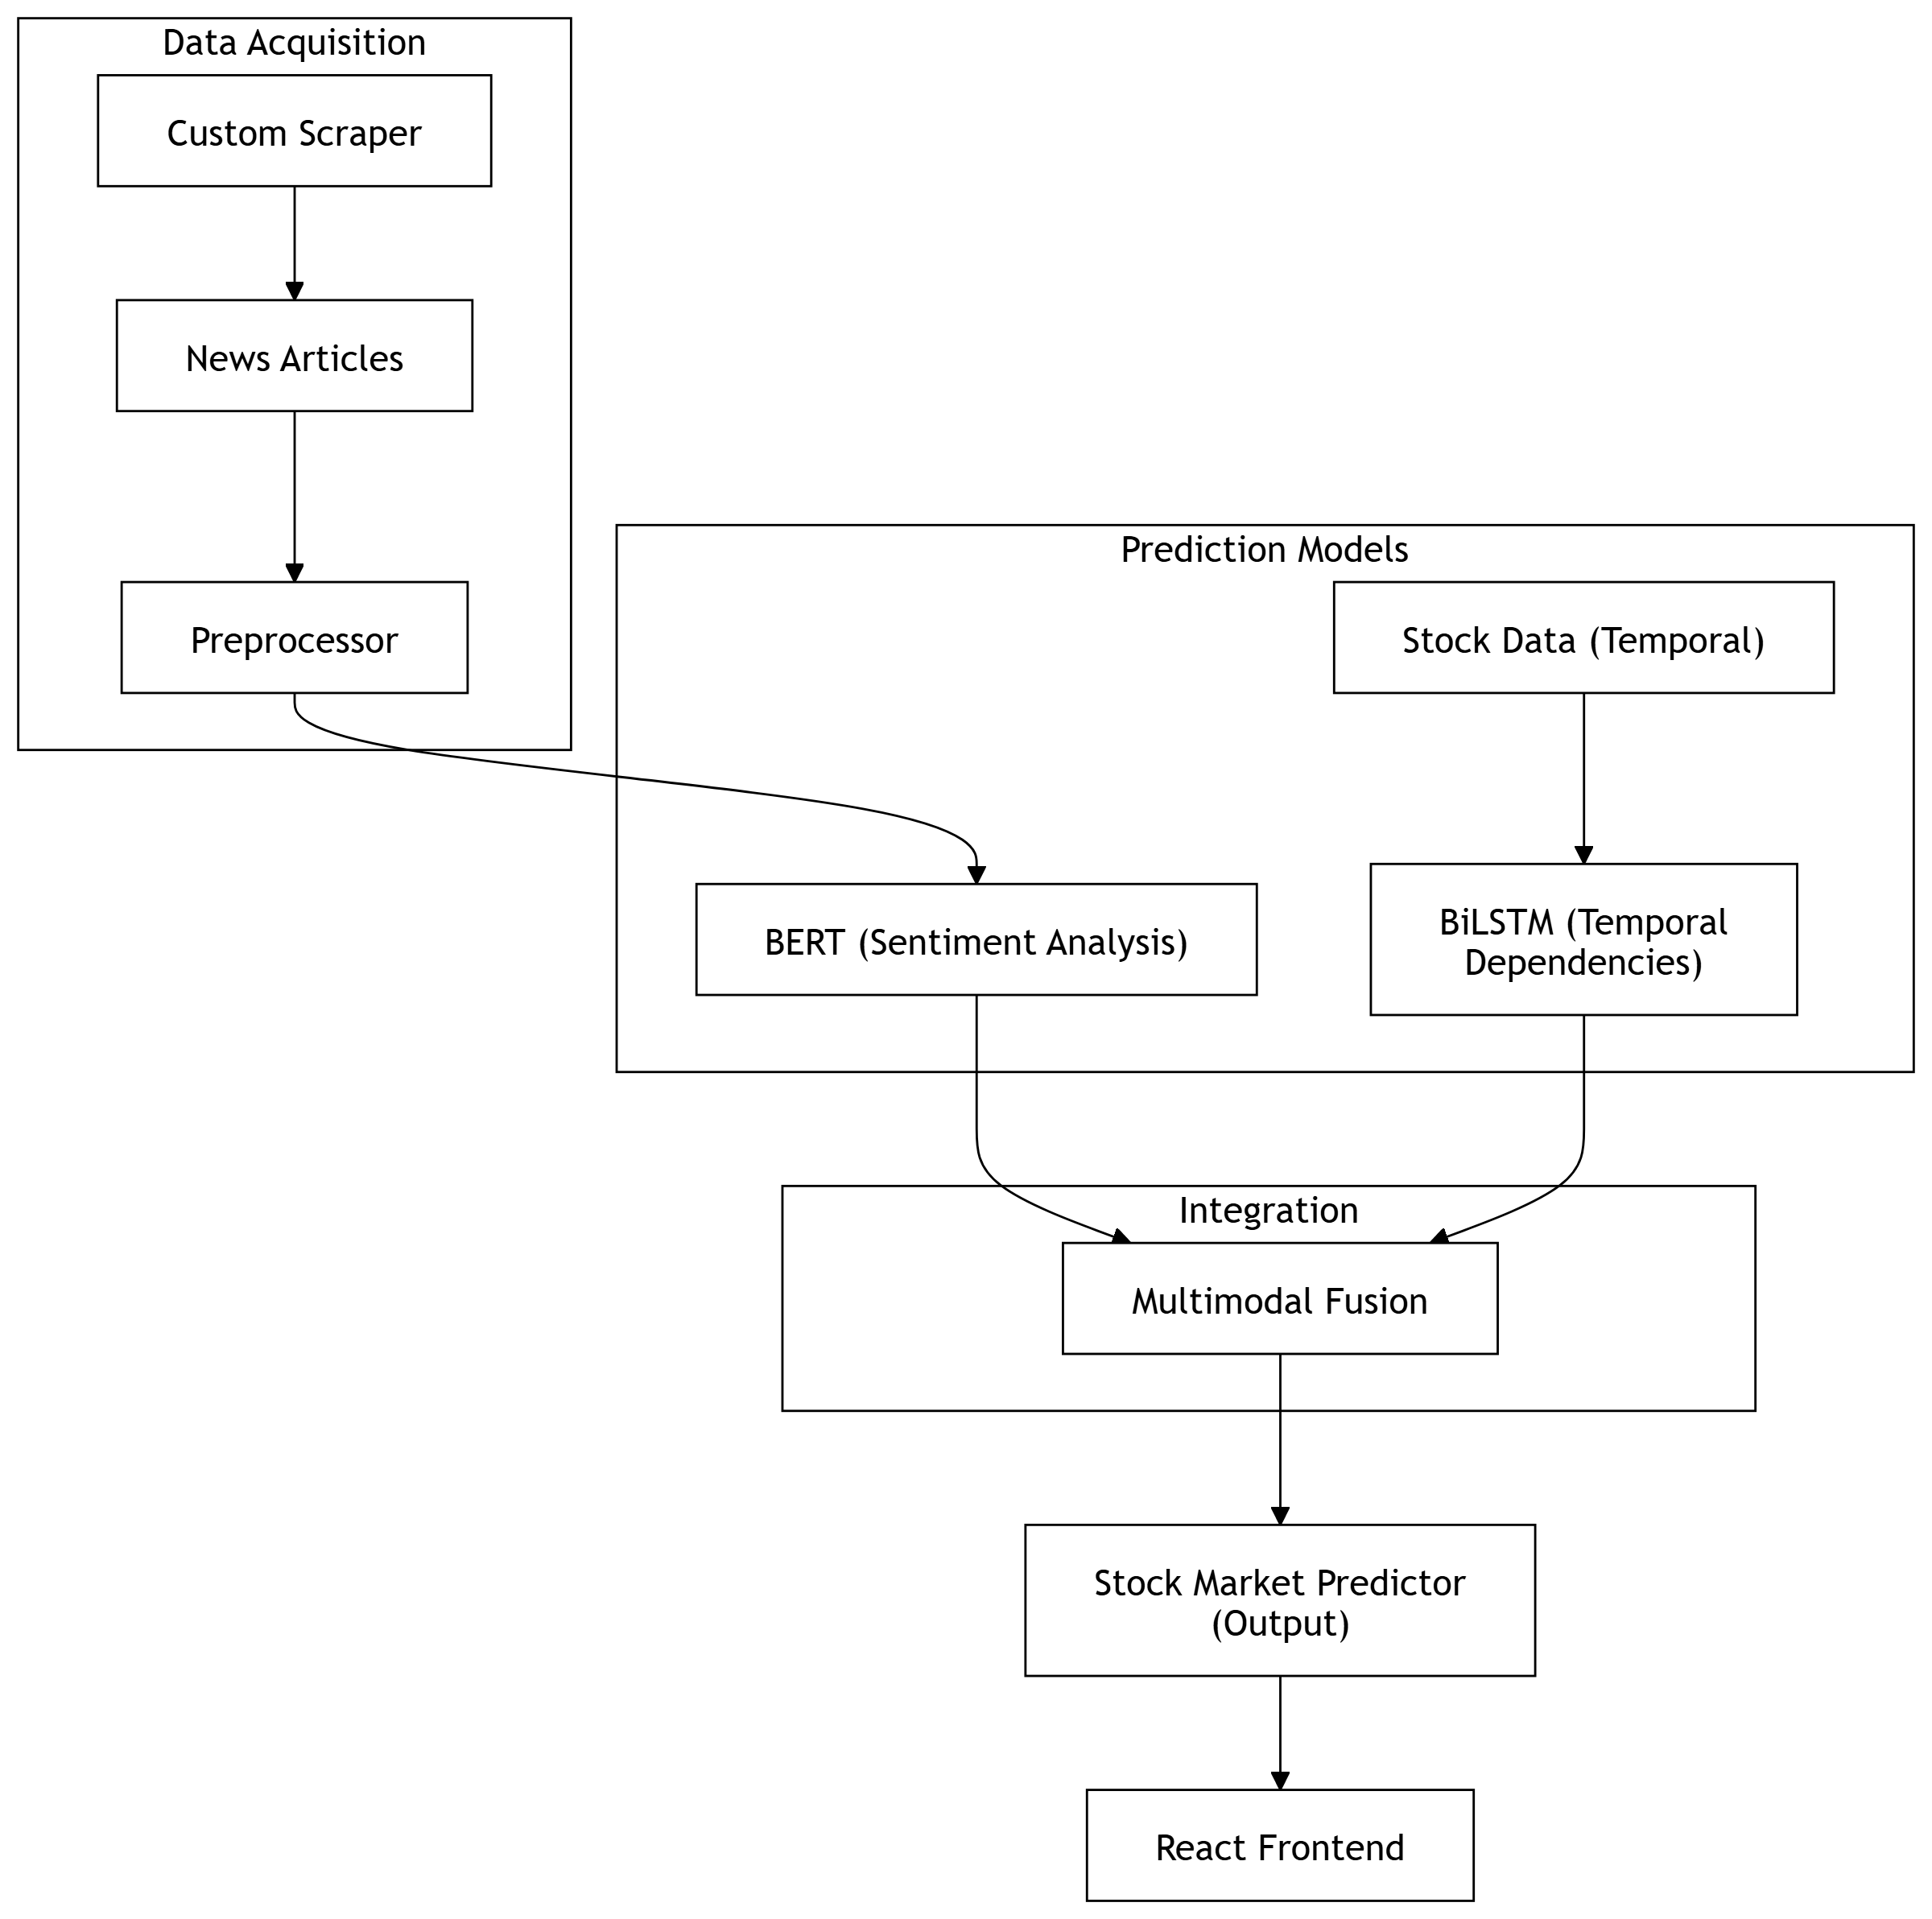 Data Acquisition
Custom Scraper
News Articles
Preprocessor
Prediction Models
Stock Data (Temporal)
BERT (Sentiment Analysis)
BiLSTM (Temporal
Dependencies)
Integration
Multimodal Fusion
Stock Market Predictor
(Output)
React Frontend